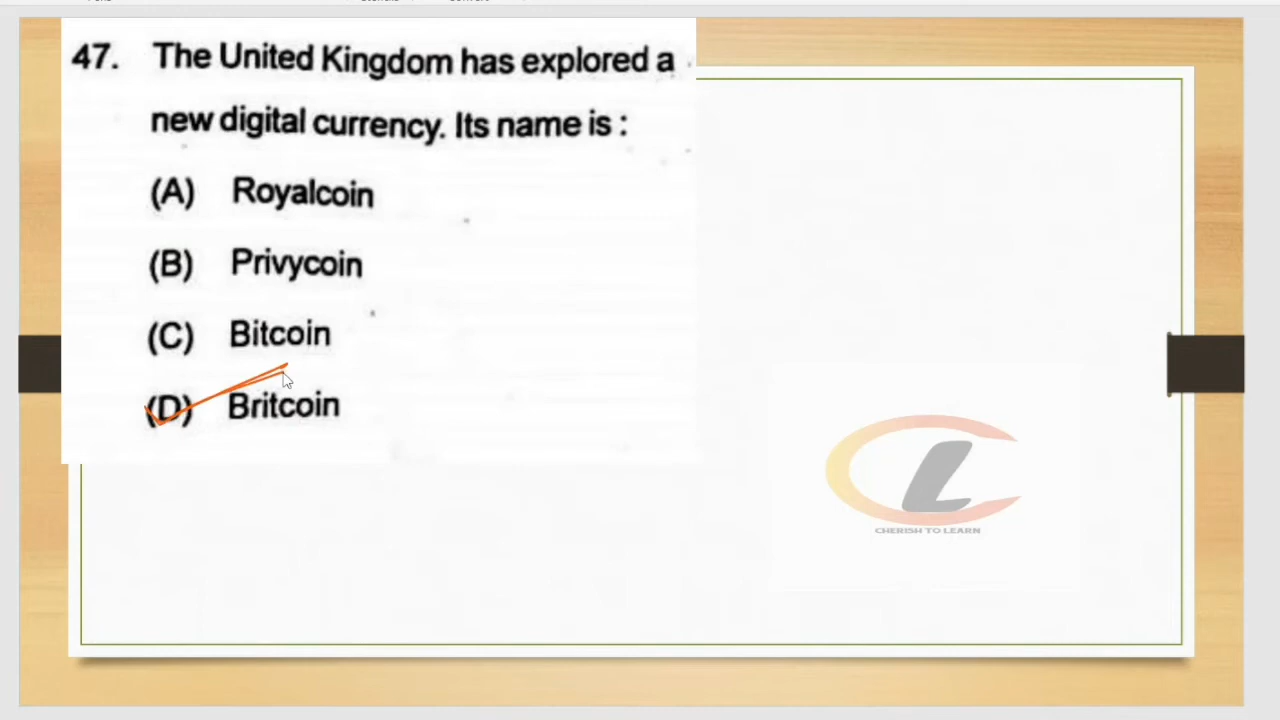 47. The United Kingdom has explored a
new digital currency. Its name is :
(A) Royalcoin
(B) Privycoin
(C) Bitcoin
(D) Britcoin
CL
CHERISH TO LEARN